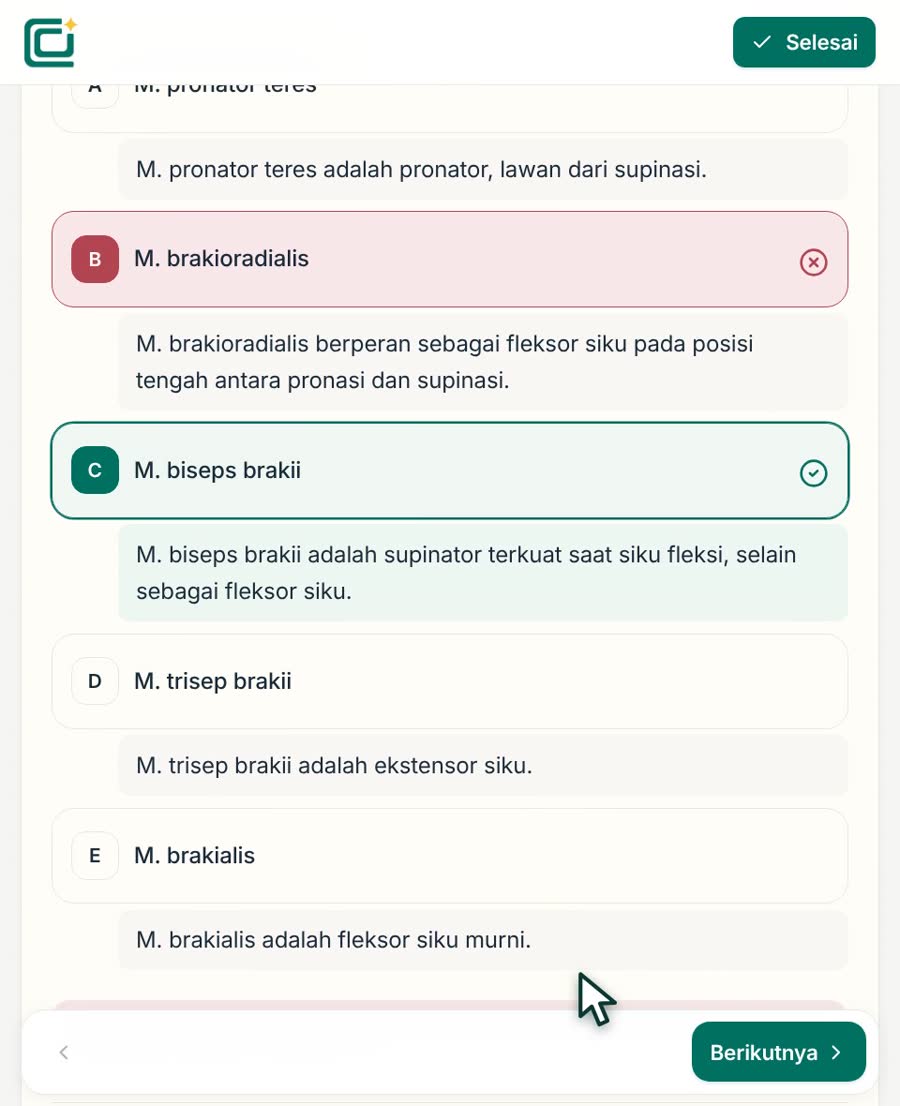 Selesai
A M. pronator teres
M. pronator teres adalah pronator, lawan dari supinasi.
B M. brakioradialis
M. brakioradialis berperan sebagai fleksor siku pada posisi
tengah antara pronasi dan supinasi.
C M. biseps brakii
M. biseps brakii adalah supinator terkuat saat siku fleksi, selain
sebagai fleksor siku.
D M. trisep brakii
M. trisep brakii adalah ekstensor siku.
E M. brakialis
M. brakialis adalah fleksor siku murni.
Berikutnya